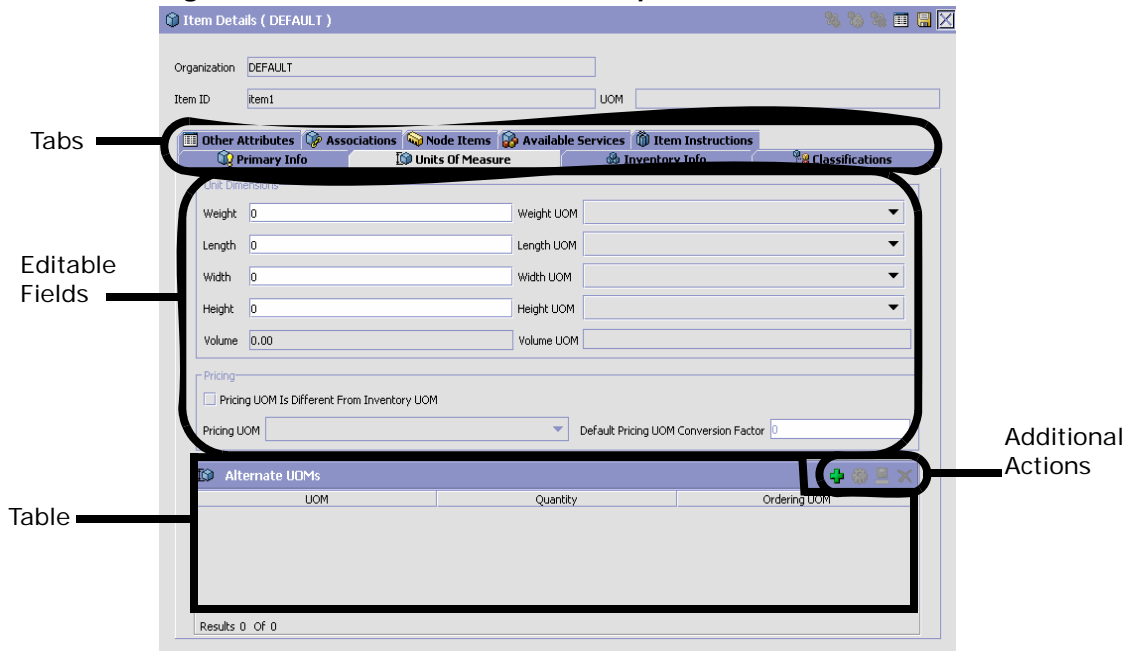 Item Details ( DEFAULT )
Organization DEFAULT
Item ID item1 UOM
Tabs
Other Attributes Associations Node Items Available Services Item Instructions
Primary Info Units Of Measure Inventory Info Classifications
Unit Dimensions
Weight 0 Weight UOM
Length 0 Length UOM
Editable
Fields
Width 0 Width UOM
Height 0 Height UOM
Volume 0.00 Volume UOM
Pricing
Pricing UOM Is Different From Inventory UOM
Pricing UOM Default Pricing UOM Conversion Factor 0
Additional
Actions
Alternate UOMs
UOM Quantity Ordering UOM
Table
Results 0 Of 0